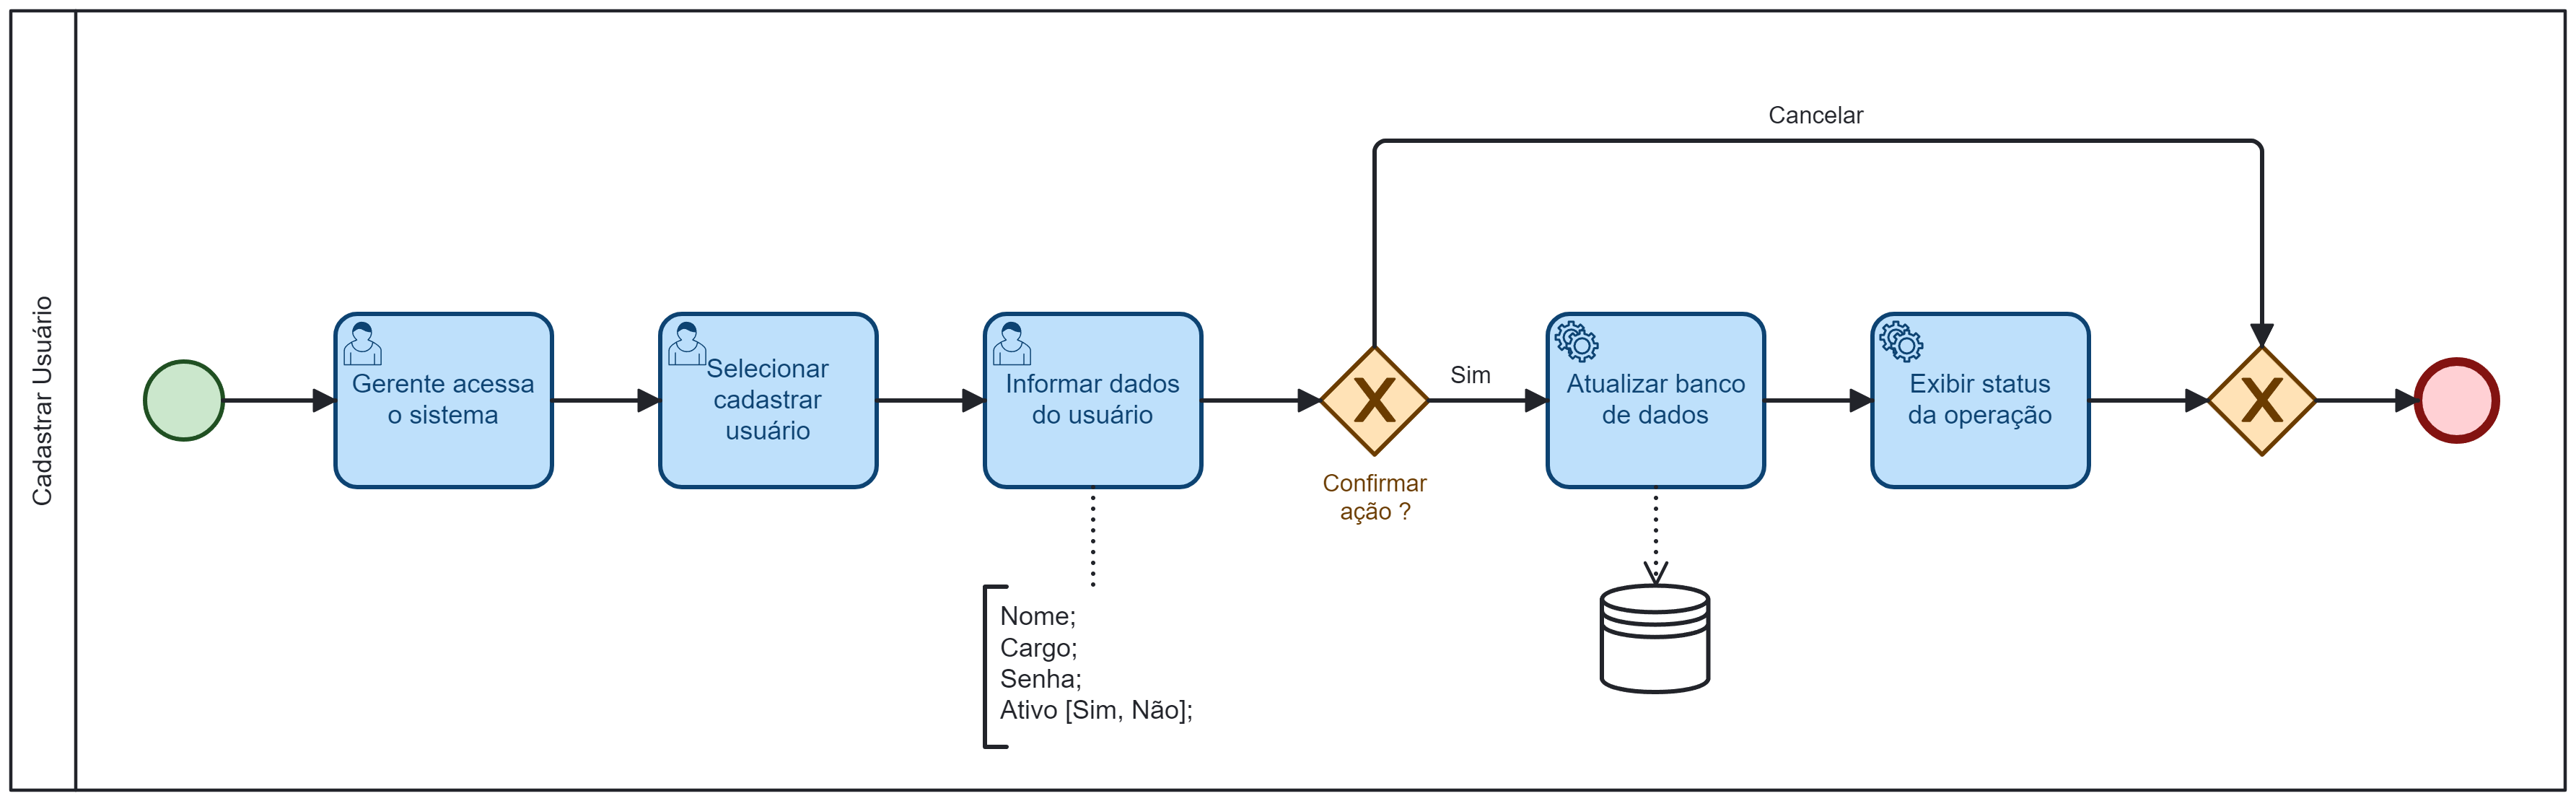 Cadastrar Usuário
Gerente acessa
o sistema
Selecionar
cadastrar
usuário
Informar dados
do usuário
Nome;
Cargo;
Senha;
Ativo [Sim, Não];
Confirmar
ação ?
Cancelar
Sim
Atualizar banco
de dados
Exibir status
da operação